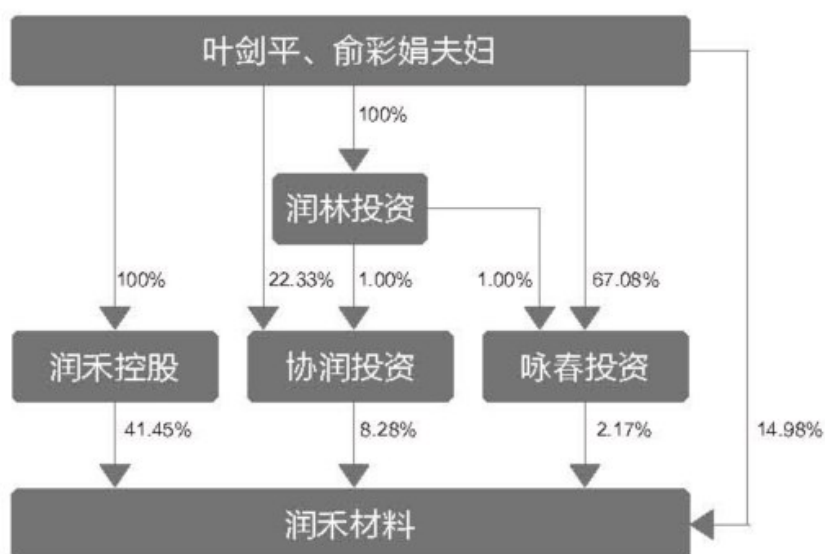 叶剑平、俞彩娟夫妇
100%
润林投资
100%
22.33%
1.00%
1.00%
67.08%
润禾控股
协润投资
咏春投资
41.45%
8.28%
2.17%
14.98%
润禾材料